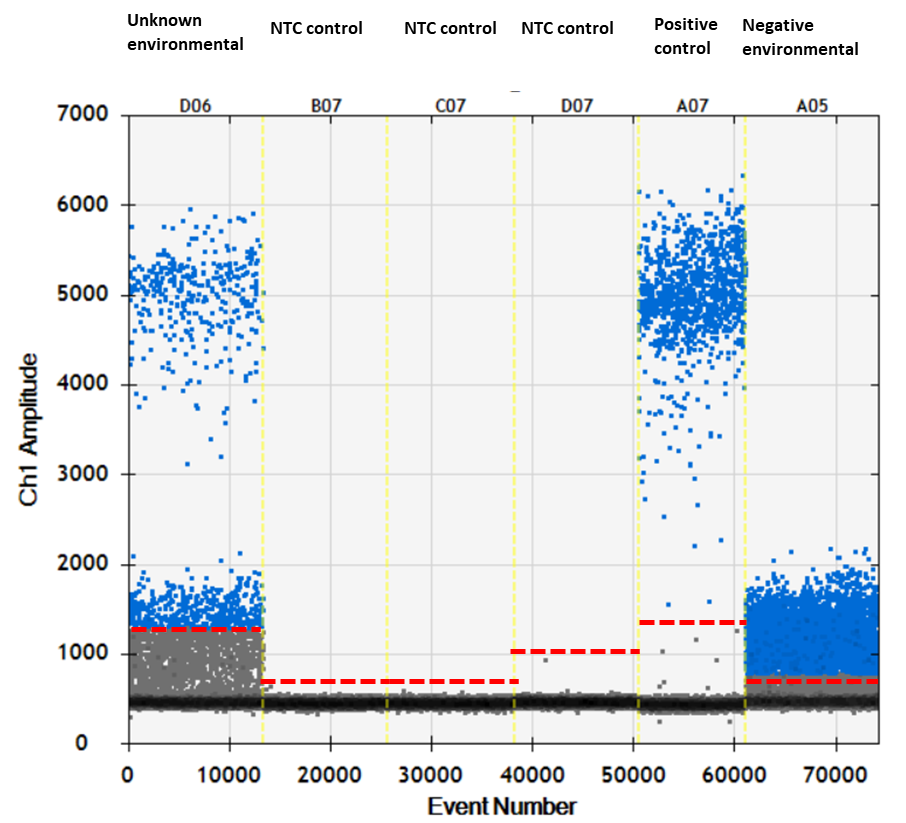 Unknown
environmental
NTC control
NTC control
NTC control
Positive
control
Negative
environmental
D06
B07
C07
D07
A07
A05
7000
6000
5000
4000
3000
2000
1000
0
Ch1 Amplitude
0
10000
20000
30000
40000
50000
60000
70000
Event Number